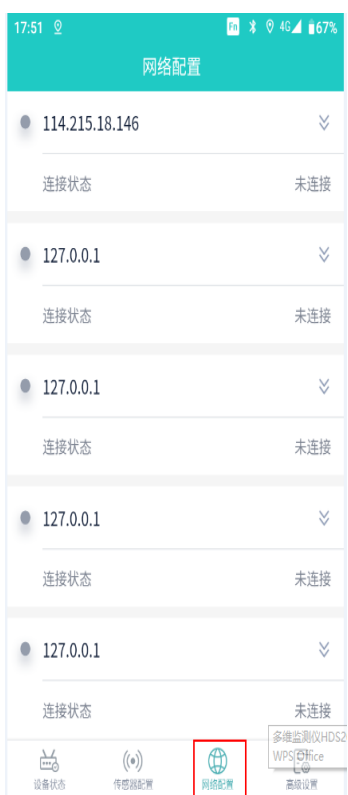 17:51 Fn 4G 67%
网络配置
114.215.18.146
连接状态 未连接
127.0.0.1
连接状态 未连接
127.0.0.1
连接状态 未连接
127.0.0.1
连接状态 未连接
127.0.0.1
连接状态 未连接
多维监测仪HDS2
WPS Office
设备状态 传感器配置 网络配置 高级设置